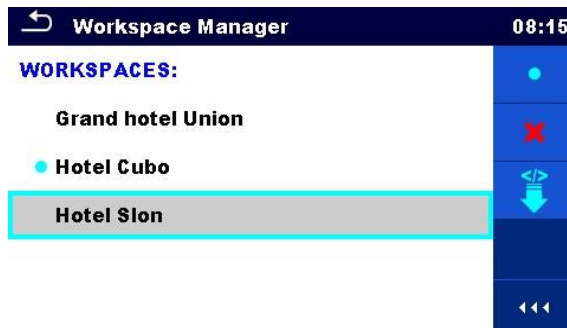 Workspace Manager 08:15
WORKSPACES:
Grand hotel Union
Hotel Cubo
</>
Hotel Slon